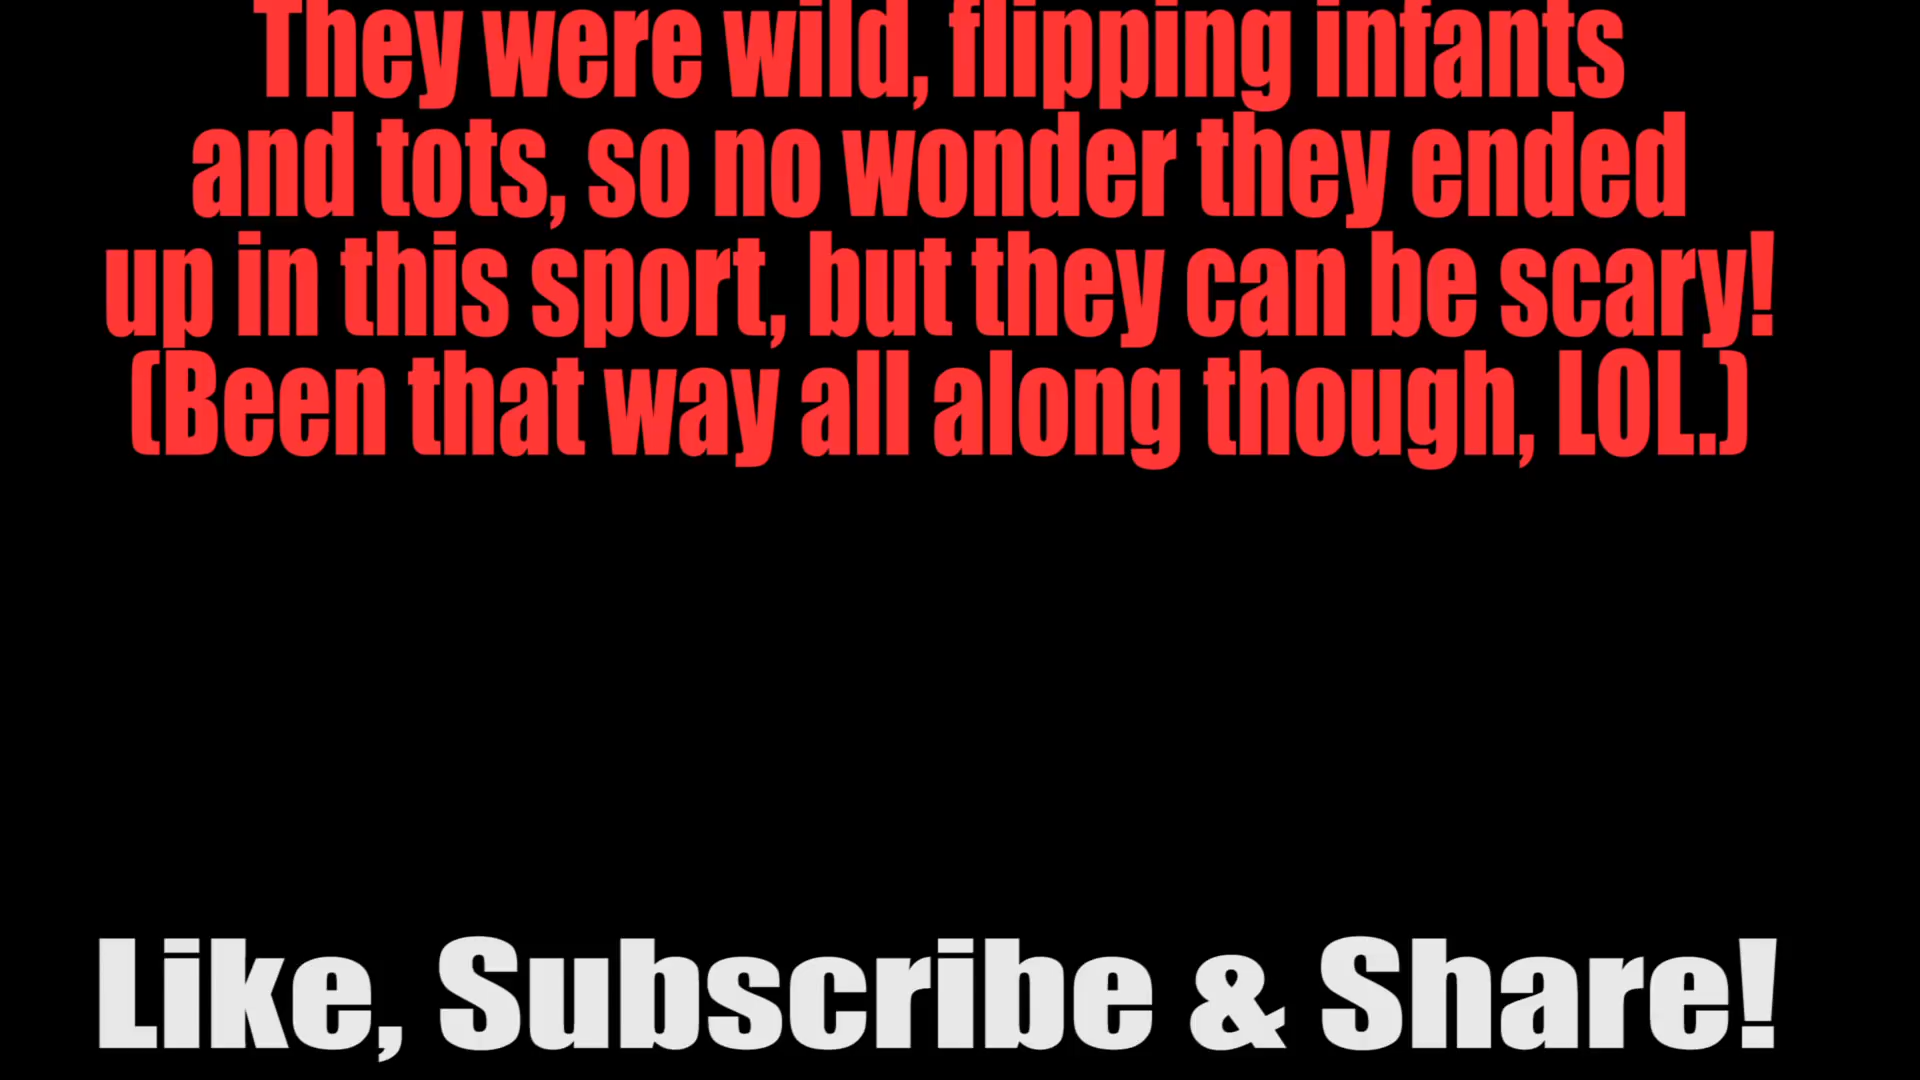 They were wild, flipping infants
and tots, so no wonder they ended
up in this sport, but they can be scary!
(Been that way all along though, LOL.)
Like, Subscribe & Share!